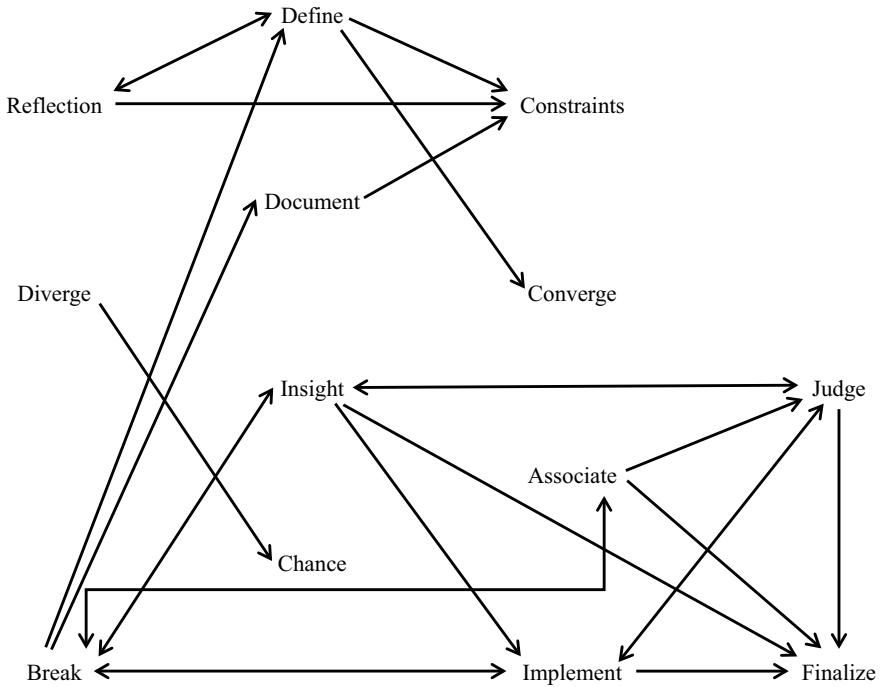 Define
Reflection
Constraints
Document
Diverge
Converge
Insight
Judge
Associate
Chance
Break
Implement
Finalize